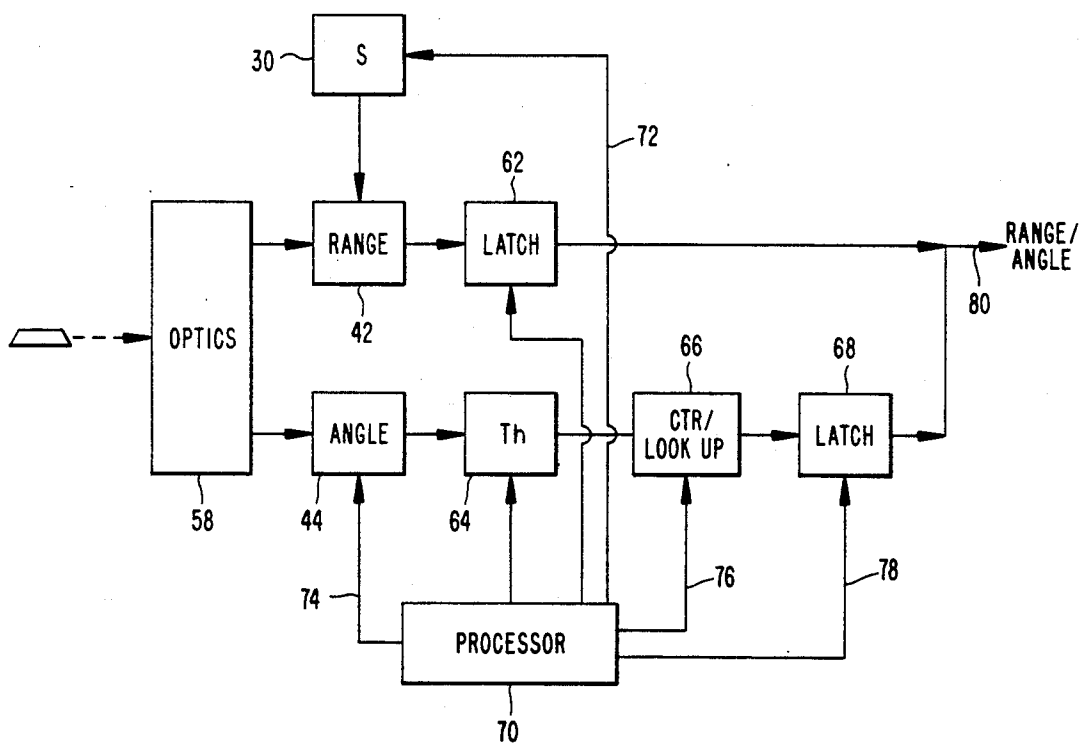 S
30
72
62
RANGE
LATCH
RANGE/
ANGLE
42
80
OPTICS
66
68
ANGLE
Th
CTR/
LOOK UP
LATCH
58
44
64
74
76
78
PROCESSOR
70